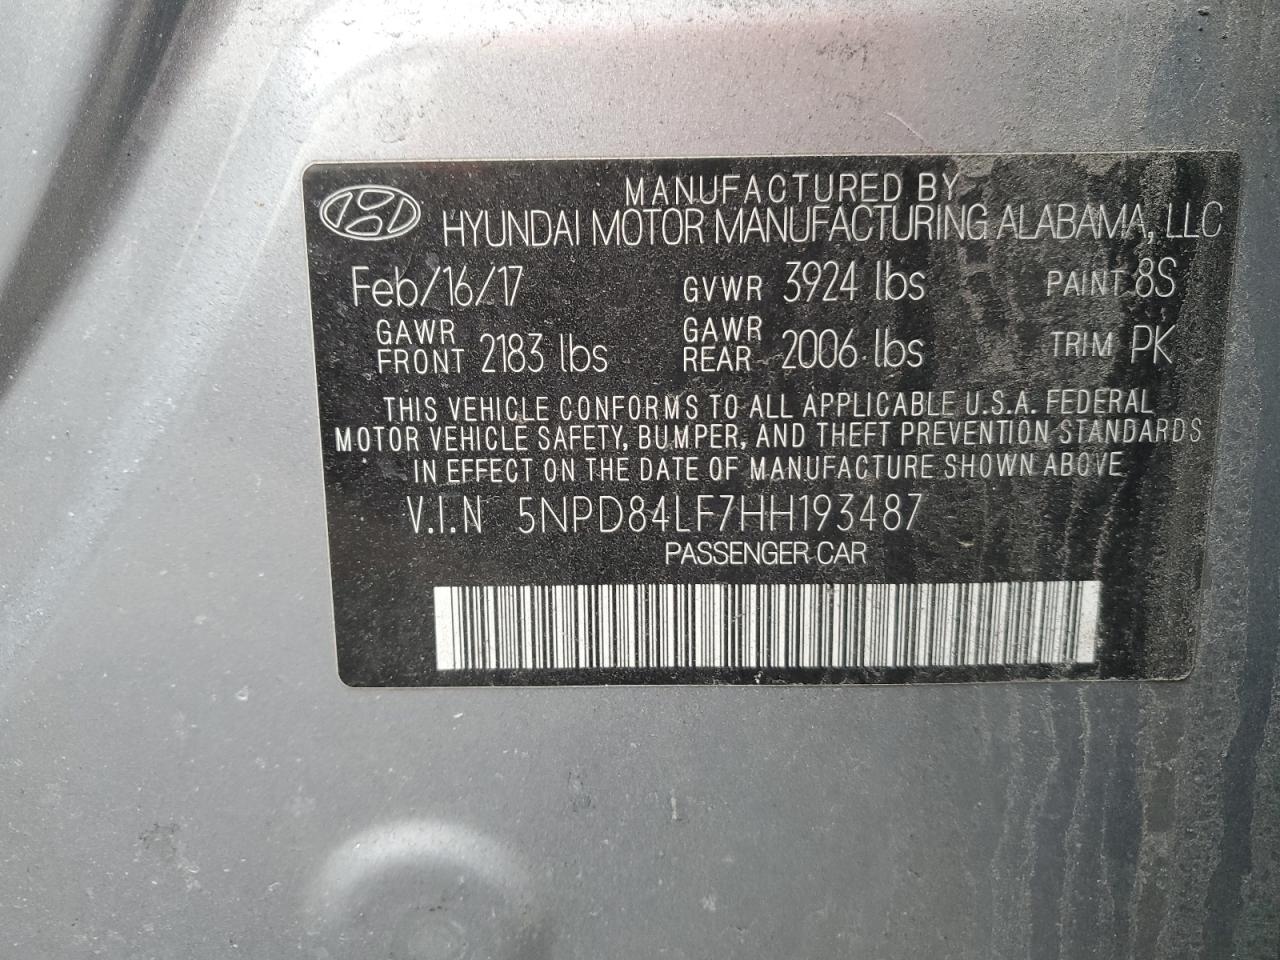 MANUFACTURED BY
HYUNDAI MOTOR MANUFACTURING ALABAMA, LLC
Feb/16/17 GVWR 3924 lbs PAINT 8S
GAWR FRONT 2183 lbs GAWR REAR 2006 lbs TRIM PK
THIS VEHICLE CONFORMS TO ALL APPLICABLE U.S.A. FEDERAL
MOTOR VEHICLE SAFETY, BUMPER, AND THEFT PREVENTION STANDARDS
IN EFFECT ON THE DATE OF MANUFACTURE SHOWN ABOVE
V.I.N 5NPD84LF7HH193487
PASSENGER CAR